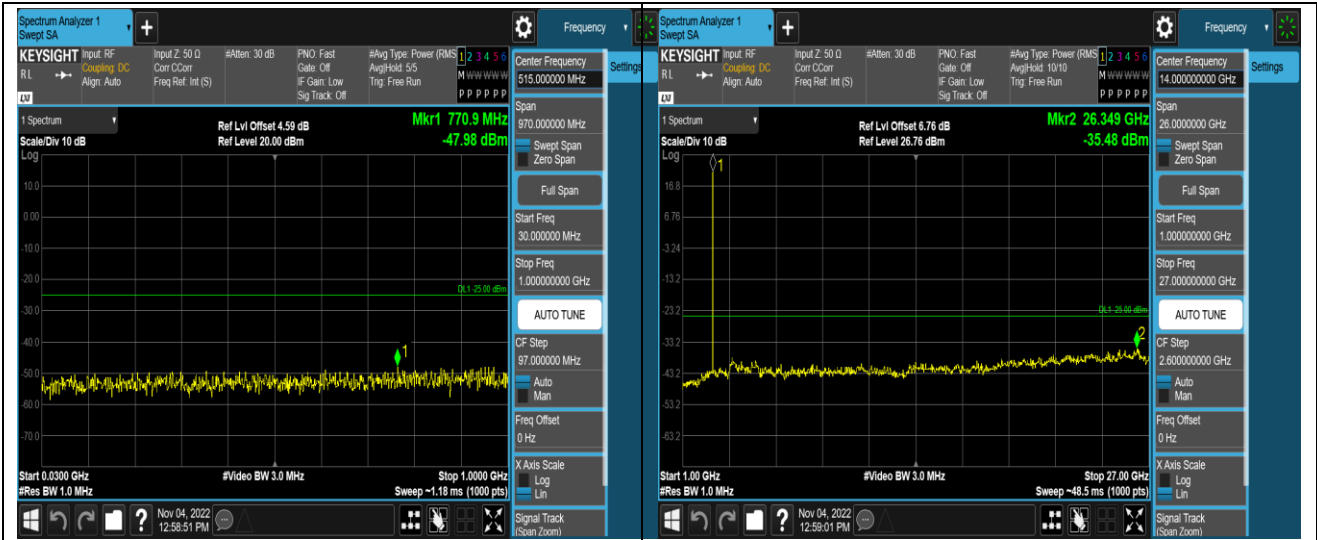 Spectrum Analyzer 1
Swept SA
+
Frequency
KEYSIGHT
RL
LXI
Input: RF
Coupling: DC
Align: Auto
Input Z: 50 Ω
Corr CCorr
Freq Ref: Int (S)
#Atten: 30 dB
PNO: Fast
Gate: Off
IF Gain: Low
Sig Track: Off
#Avg Type: Power (RMS
Avg|Hold: 5/5
Trig: Free Run
1 2 3 4 5 6
M W W W W W
P P P P P P
Center Frequency
515.000000 MHz
Settings
Span
970.000000 MHz
Swept Span
Zero Span
Full Span
Start Freq
30.000000 MHz
Stop Freq
1.000000000 GHz
AUTO TUNE
CF Step
97.000000 MHz
Auto
Man
Freq Offset
0 Hz
X Axis Scale
Log
Lin
Signal Track
(Span Zoom)
1 Spectrum
Scale/Div 10 dB
Log
Ref Lvl Offset 4.59 dB
Ref Level 20.00 dBm
Mkr1 770.9 MHz
-47.98 dBm
10.0
0.00
-10.0
-20.0
DL1 -25.00 dBm
-30.0
-40.0
1
-50.0
-60.0
-70.0
Start 0.0300 GHz
#Video BW 3.0 MHz
Stop 1.0000 GHz
#Res BW 1.0 MHz
Sweep ~1.18 ms (1000 pts)
?
Nov 04, 2022
12:58:51 PM
Spectrum Analyzer 1
Swept SA
+
Frequency
KEYSIGHT
RL
LXI
Input: RF
Coupling: DC
Align: Auto
Input Z: 50 Ω
Corr CCorr
Freq Ref: Int (S)
#Atten: 30 dB
PNO: Fast
Gate: Off
IF Gain: Low
Sig Track: Off
#Avg Type: Power (RMS
Avg|Hold: 10/10
Trig: Free Run
1 2 3 4 5 6
M W W W W W
P P P P P P
Center Frequency
14.000000000 GHz
Settings
Span
26.0000000 GHz
Swept Span
Zero Span
Full Span
Start Freq
1.000000000 GHz
Stop Freq
27.000000000 GHz
AUTO TUNE
CF Step
2.600000000 GHz
Auto
Man
Freq Offset
0 Hz
X Axis Scale
Log
Lin
Signal Track
(Span Zoom)
1 Spectrum
Scale/Div 10 dB
Log
Ref Lvl Offset 6.76 dB
Ref Level 26.76 dBm
Mkr2 26.349 GHz
-35.48 dBm
1
16.8
6.76
-3.24
-13.2
-23.2
DL1 -25.00 dBm
-33.2
2
-43.2
-53.2
-63.2
Start 1.00 GHz
#Video BW 3.0 MHz
Stop 27.00 GHz
#Res BW 1.0 MHz
Sweep ~48.5 ms (1000 pts)
?
Nov 04, 2022
12:59:01 PM